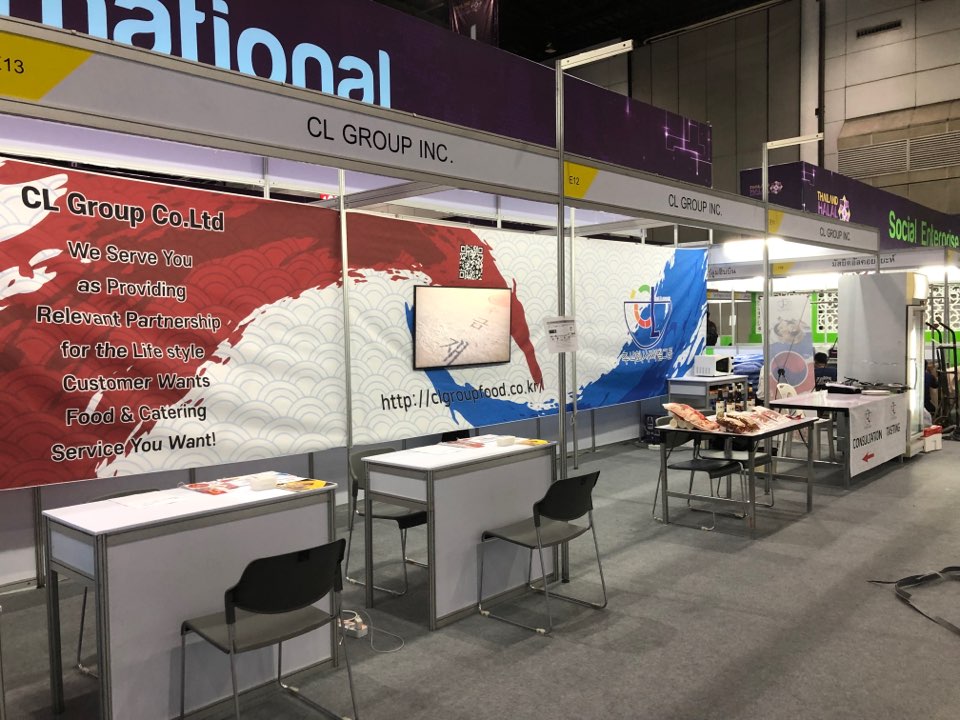 national
E13
CL GROUP INC.
E12
CL GROUP INC.
CL GROUP INC.
THAILAND
HALAL
Social Enterprise
CL Group Co.Ltd
We Serve You
as Providing
Relevant Partnership
for the Life style
Customer Wants
Food & Catering
Service You Want!
http://clgroupfood.co.kr/
CONSULTATION
TASTING